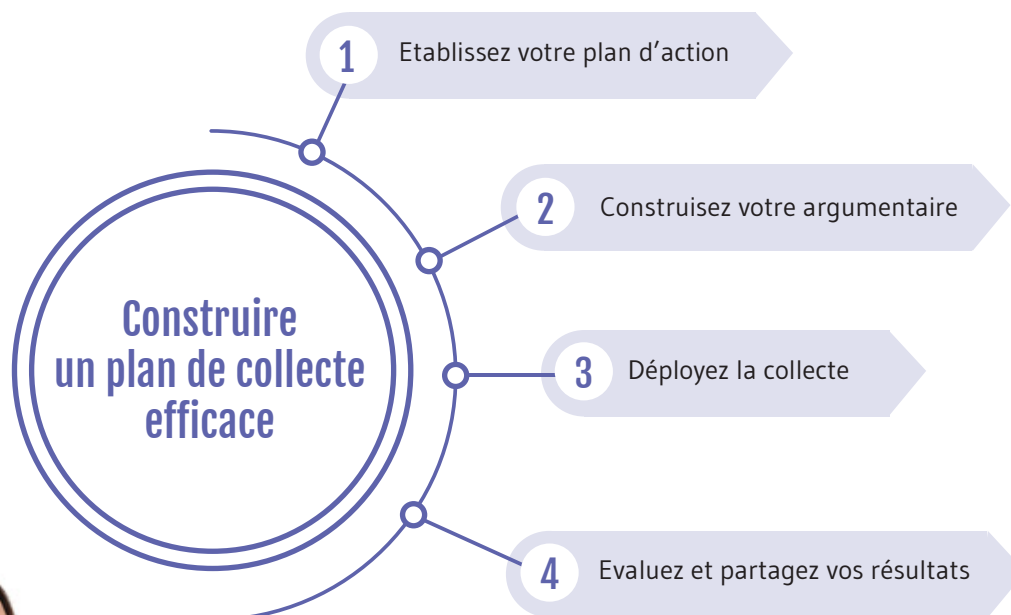 1 Etablissez votre plan d’action
2 Construisez votre argumentaire
Construire
un plan de collecte
efficace
3 Déployez la collecte
4 Evaluez et partagez vos résultats